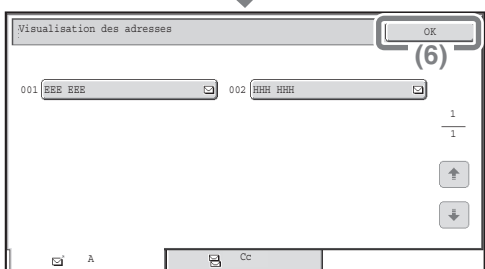 Visualisation des adresses
OK
(6)
001 EEE EEE
002 HHH HHH
1
1
A
Cc